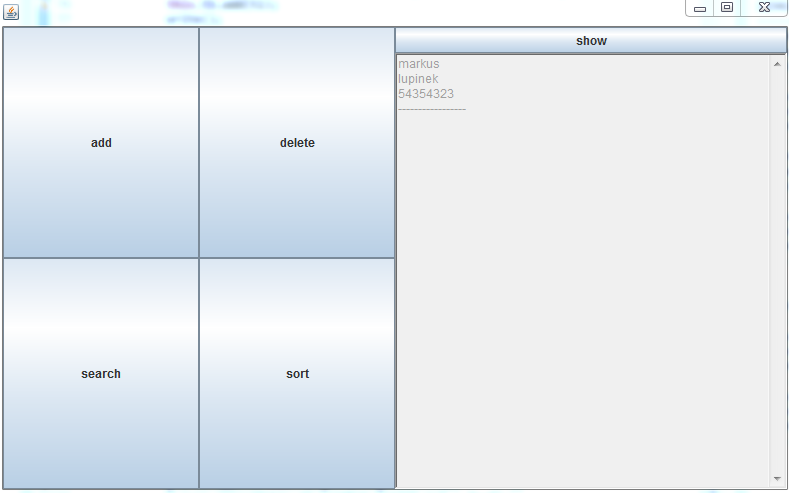 add
delete
search
sort
show
markus
lupinek
54354323
-----------------